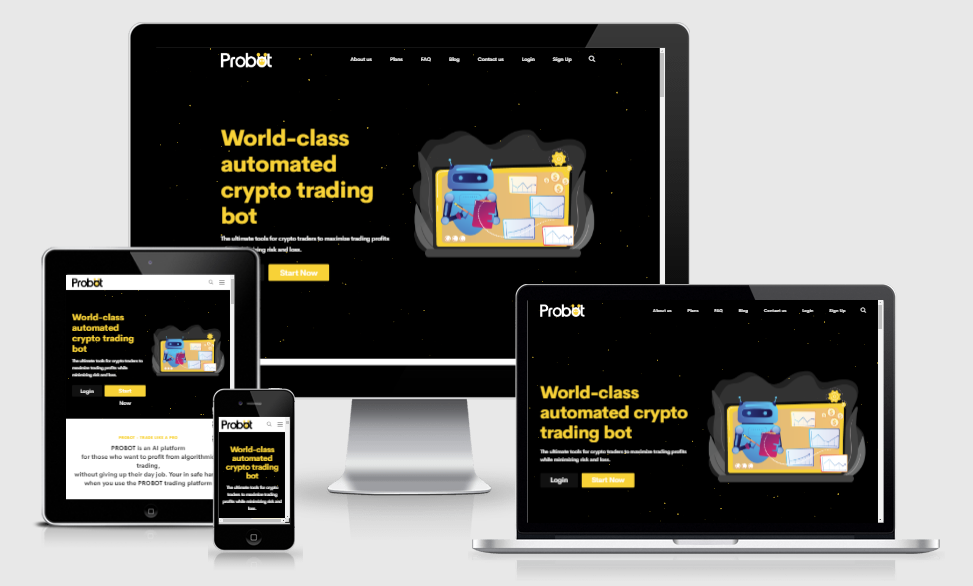 Probot
About us Plans FAQ Blog Contact us Login Sign Up
World-class
automated
crypto trading
bot
The ultimate tools for crypto traders to maximize trading profits
risk and loss.
Start Now
Probot
World-class
automated
crypto trading
bot
The ultimate tools for crypto traders to
maximize trading profits while
minimizing risk and loss.
Login
Start
Now
PROBOT
PROBOT is an AI platform
for those who want to profit from algorithmic
trading,
without giving up their day job. Your in safe
when you use the PROBOT trading platform
Probot
World-class
automated
crypto trading
bot
The ultimate tools for crypto
traders to maximize trading
profits while minimizing risk and
loss.
Probot
About us Plans FAQ Blog Contact us Login Sign Up
World-class
automated crypto
trading bot
The ultimate tools for crypto traders to maximize trading profits
while minimizing risk and loss.
Login
Start Now